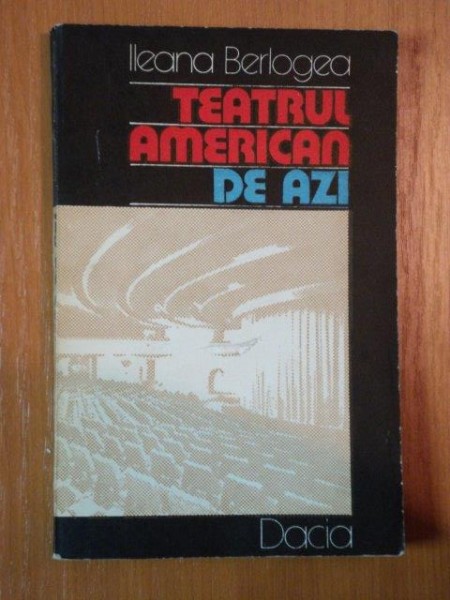 Ileana Berlogea
TEATRUL
AMERICAN
DE AZI
Dacia